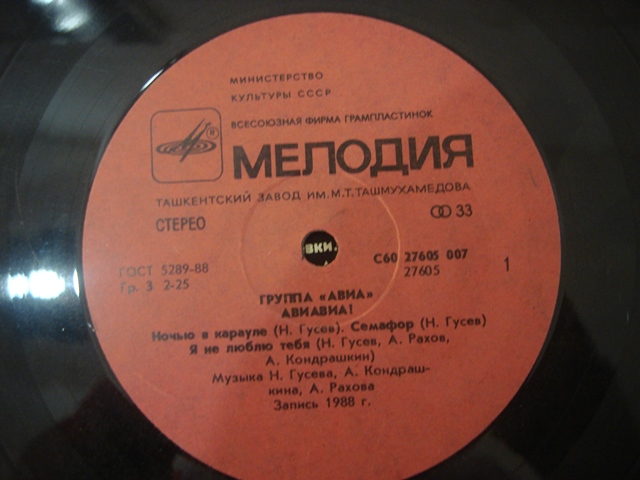 МИНИСТЕРСТВО
КУЛЬТУРЫ СССР
ВСЕСОЮЗНАЯ ФИРМА ГРАМПЛАСТИНОК
МЕЛОДИЯ
ТАШКЕНТСКИЙ ЗАВОД ИМ. М.Т. ТАШМУХАМЕДОВА
СТЕРЕО
33
вки.
ГОСТ 5289-88
Гр. 3. 2-25
С60 27605 007
27605
1
ГРУППА «АВИА»
АВИАВИА!
Ночью в карауле (Н. Гусев). Семафор (Н. Гусев)
Я не люблю тебя (Н. Гусев, А. Рахов,
А. Кондрашкин)
Музыка Н. Гусева, А. Кондраш-
кина, А. Рахова
Запись 1988 г.